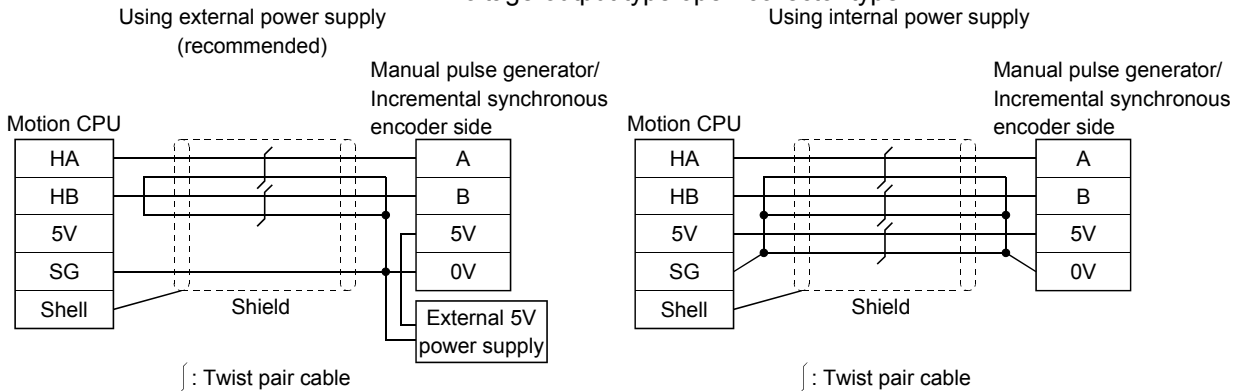 Using external power supply
(recommended)
Manual pulse generator/
Incremental synchronous
encoder side
Motion CPU
HA
HB
5V
SG
Shell
Shield
A
B
5V
0V
External 5V
power supply
: Twist pair cable
Using internal power supply
Manual pulse generator/
Incremental synchronous
encoder side
Motion CPU
HA
HB
5V
SG
Shell
Shield
A
B
5V
0V
: Twist pair cable